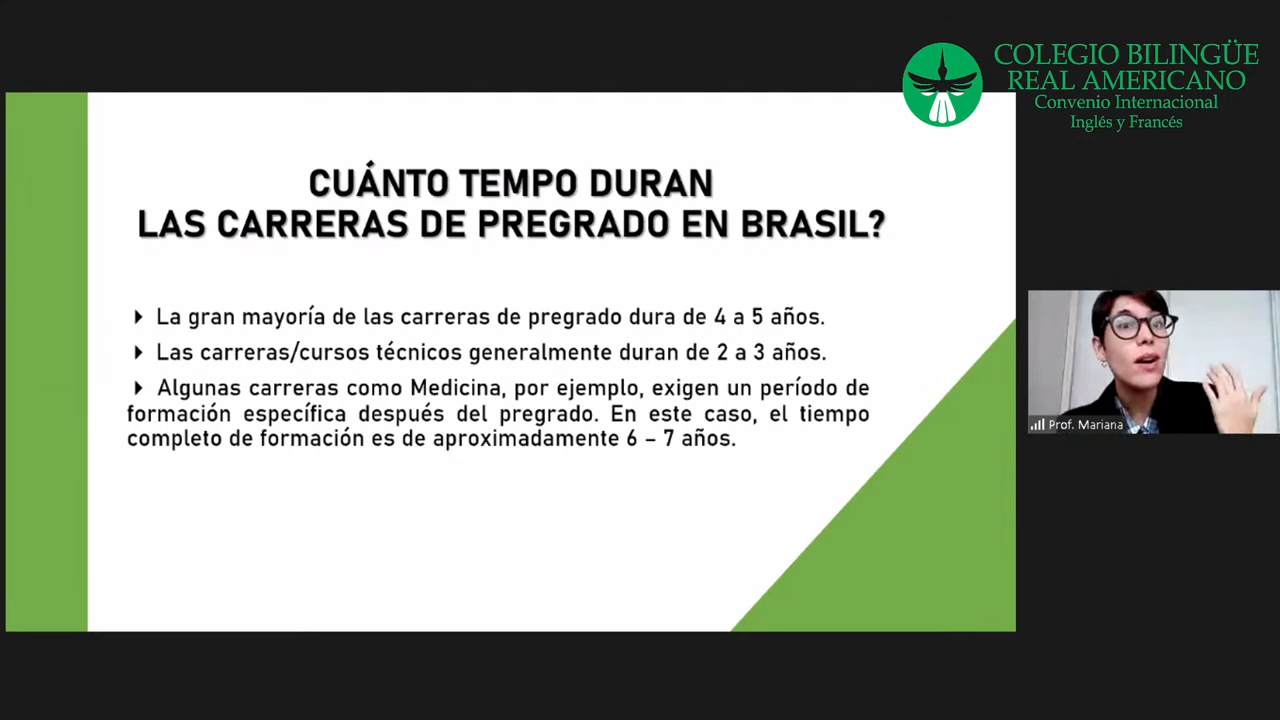 COLEGIO BILINGÜE
REAL AMERICANO
Convenio Internacional
Inglés y Francés
CUÁNTO TEMPO DURAN
LAS CARRERAS DE PREGRADO EN BRASIL?
La gran mayoría de las carreras de pregrado dura de 4 a 5 años.
Las carreras/cursos técnicos generalmente duran de 2 a 3 años.
Algunas carreras como Medicina, por ejemplo, exigen un período de
formación específica después del pregrado. En este caso, el tiempo
completo de formación es de aproximadamente 6 – 7 años.
Prof. Mariana